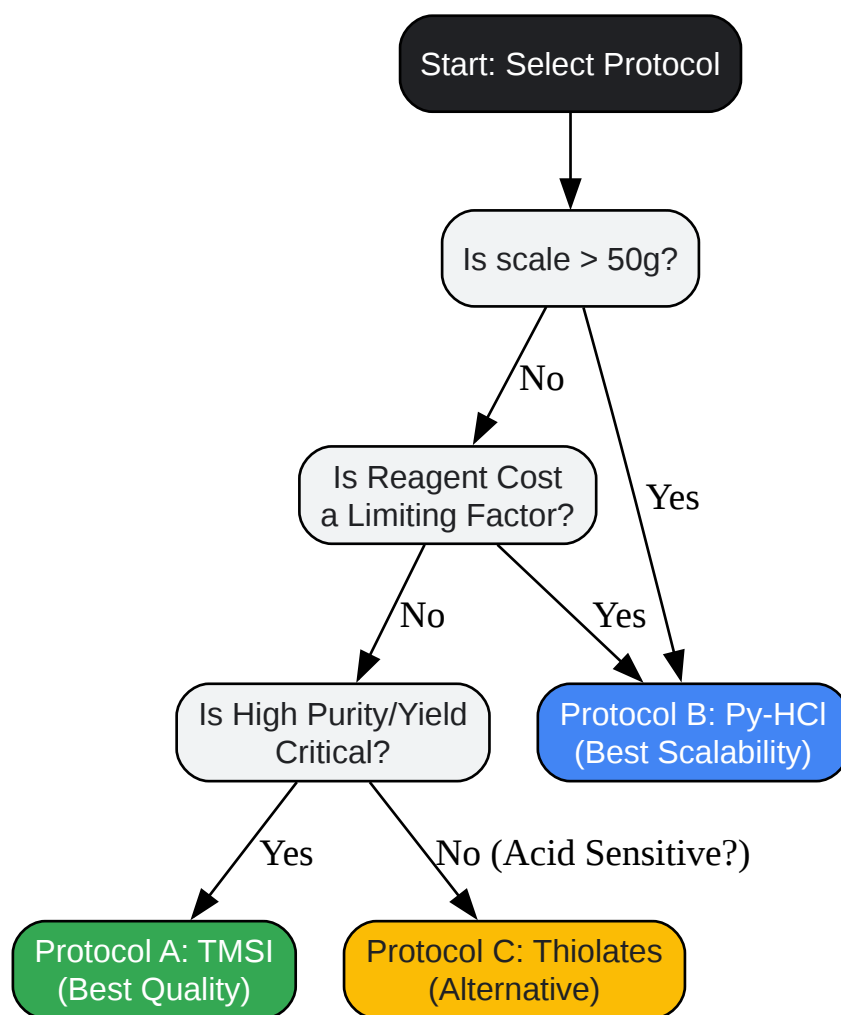 Start: Select Protocol
Is scale > 50g?
No
Yes
Is Reagent Cost
a Limiting Factor?
No
Yes
Is High Purity/Yield
Critical?
Protocol B: Py-HCl
(Best Scalability)
Yes
No (Acid Sensitive?)
Protocol A: TMSI
(Best Quality)
Protocol C: Thiolates
(Alternative)